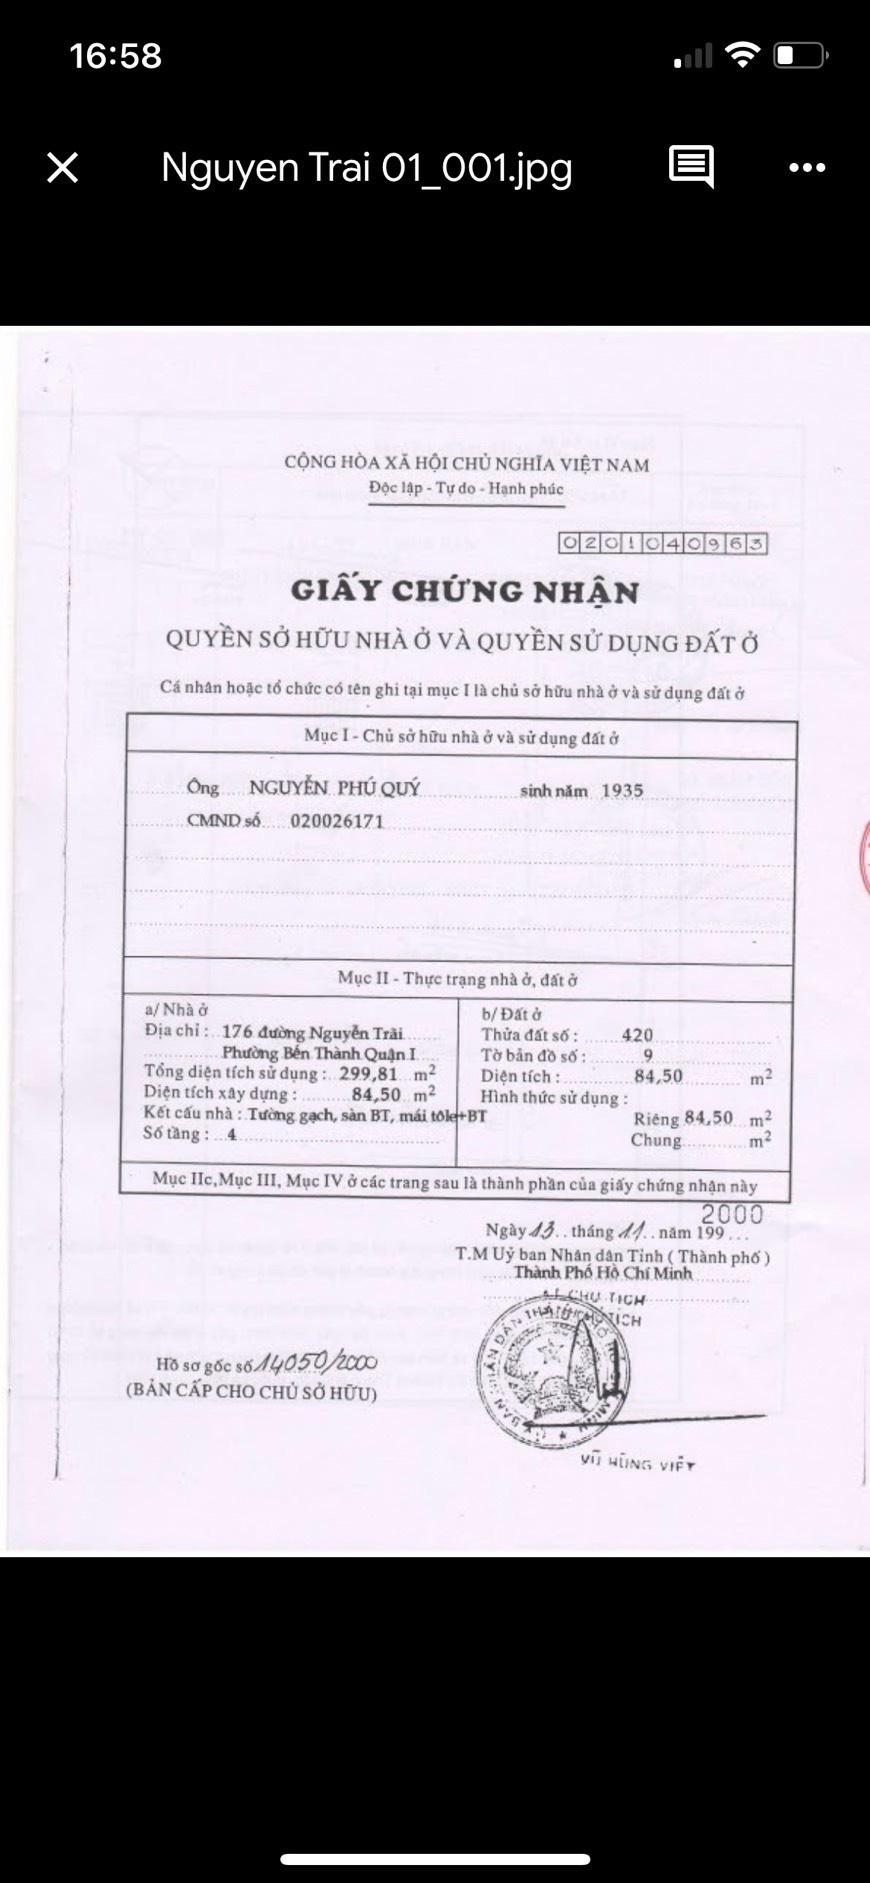 16:58
Nguyen Trai 01_001.jpg
CỘNG HÒA XÃ HỘI CHỦ NGHĨA VIỆT NAM
Độc lập - Tự do - Hạnh phúc
0201040963
GIẤY CHỨNG NHẬN
QUYỀN SỞ HỮU NHÀ Ở VÀ QUYỀN SỬ DỤNG ĐẤT Ở
Cá nhân hoặc tổ chức có tên ghi tại mục I là chủ sở hữu nhà ở và sử dụng đất ở
Mục I - Chủ sở hữu nhà ở và sử dụng đất ở
Ông NGUYỄN PHÚ QUÝ sinh năm 1935
CMND số 020026171
Mục II - Thực trạng nhà ở, đất ở
a/ Nhà ở
Địa chỉ : 176 đường Nguyễn Trãi
Phường Bến Thành Quận I
Tổng diện tích sử dụng : 299,81 m²
Diện tích xây dựng : 84,50 m²
Kết cấu nhà : Tường gạch, sàn BT, mái tôle+BT
Số tầng : 4
b/ Đất ở
Thửa đất số : 420
Tờ bản đồ số : 9
Diện tích : 84,50 m²
Hình thức sử dụng :
Riêng 84,50 m²
Chung m²
Mục IIc,Mục III, Mục IV ở các trang sau là thành phần của giấy chứng nhận này
2000
Ngày 13 tháng 11 năm 199
T.M Uỷ ban Nhân dân Tỉnh ( Thành phố )
Thành Phố Hồ Chí Minh
CHỦ TỊCH
Hồ sơ gốc số 14050/2000
(BẢN CẤP CHO CHỦ SỞ HỮU)
VŨ HÙNG VIỆT